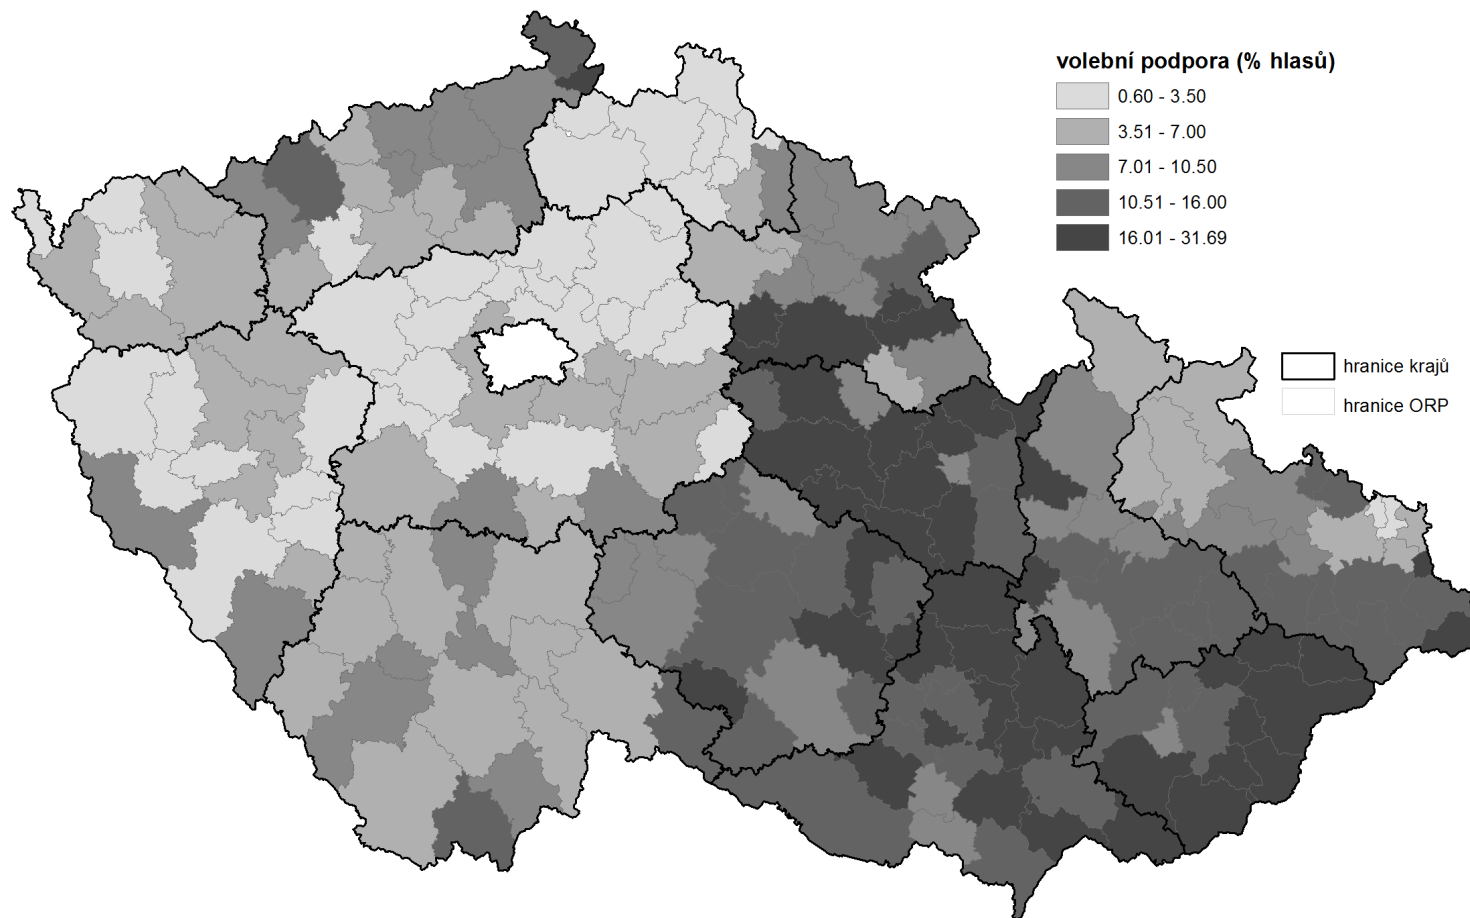 volební podpora (% hlasů)
0.60 - 3.50
3.51 - 7.00
7.01 - 10.50
10.51 - 16.00
16.01 - 31.69
hranice krajů
hranice ORP